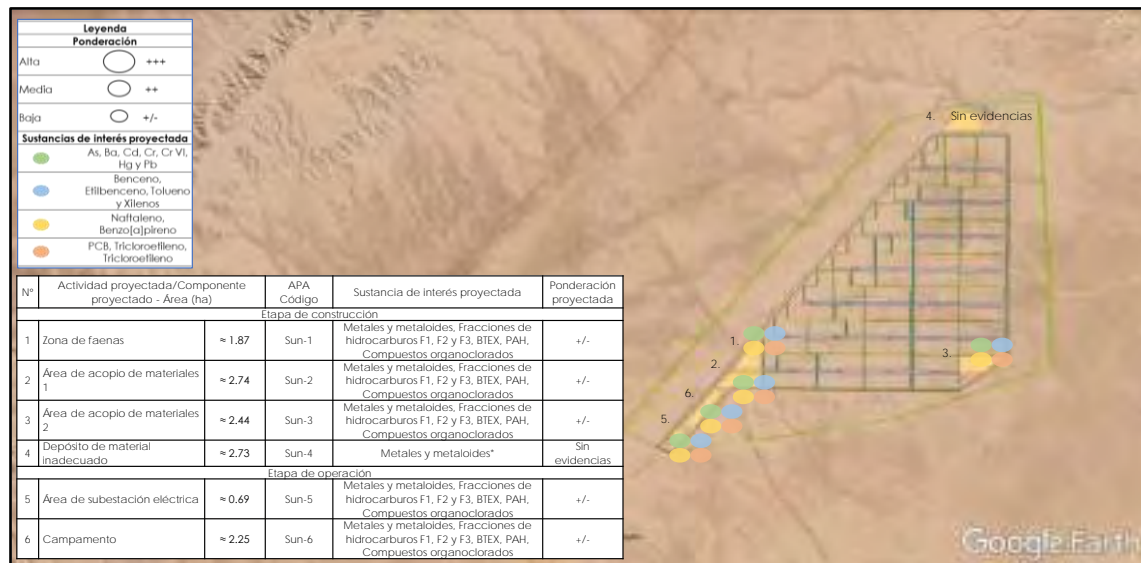 Leyenda
Ponderación
Alta +++
Media ++
Baja +/-
Sustancias de interés proyectada
As, Ba, Cd, Cr, Cr VI,
Hg y Pb
Benceno,
Etilbenceno, Tolueno
y Xilenos
Naftaleno,
Benzo[a]pireno
PCB, Tricloroetileno,
Tricloroetileno
4. Sin evidencias
1.
2.
3.
6.
5.
N° Actividad proyectada/Componente proyectado - Área (ha) APA Código Sustancia de interés proyectada Ponderación proyectada
Etapa de construcción
1 Zona de faenas ≈ 1.87 Sun-1 Metales y metaloides, Fracciones de hidrocarburos F1, F2 y F3, BTEX, PAH, Compuestos organoclorados +/-
2 Área de acopio de materiales 1 ≈ 2.74 Sun-2 Metales y metaloides, Fracciones de hidrocarburos F1, F2 y F3, BTEX, PAH, Compuestos organoclorados +/-
3 Área de acopio de materiales 2 ≈ 2.44 Sun-3 Metales y metaloides, Fracciones de hidrocarburos F1, F2 y F3, BTEX, PAH, Compuestos organoclorados +/-
4 Depósito de material inadecuado ≈ 2.73 Sun-4 Metales y metaloides* Sin evidencias
Etapa de operación
5 Área de subestación eléctrica ≈ 0.69 Sun-5 Metales y metaloides, Fracciones de hidrocarburos F1, F2 y F3, BTEX, PAH, Compuestos organoclorados +/-
6 Campamento ≈ 2.25 Sun-6 Metales y metaloides, Fracciones de hidrocarburos F1, F2 y F3, BTEX, PAH, Compuestos organoclorados +/-
Google Earth